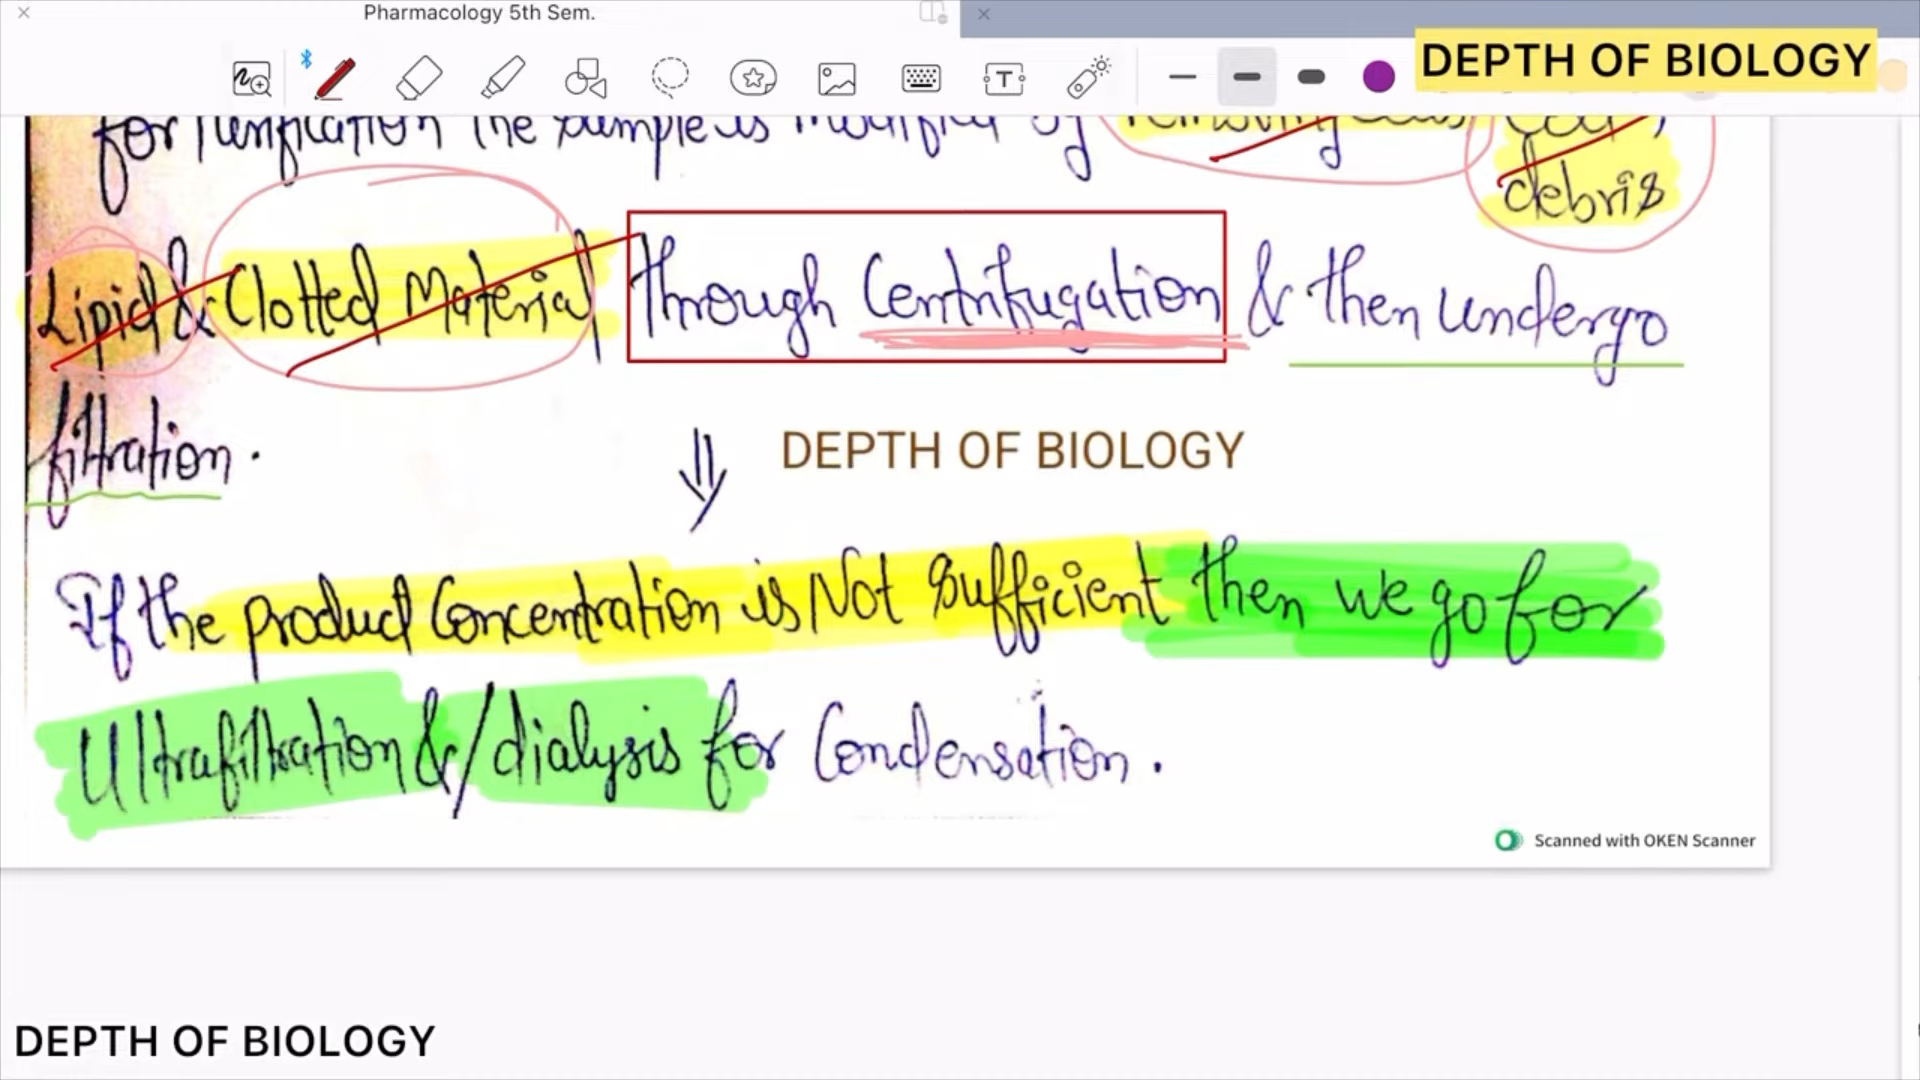 Pharmacology 5th Sem.
DEPTH OF BIOLOGY
for Purification the sample is modified by removing cell,
debris
Lipid & Clotted Material through Centrifugation & then undergo
filtration.
DEPTH OF BIOLOGY
If the product Concentration is Not Sufficient then we go for
Ultrafiltration &/dialysis for Condensation.
Scanned with OKEN Scanner
DEPTH OF BIOLOGY